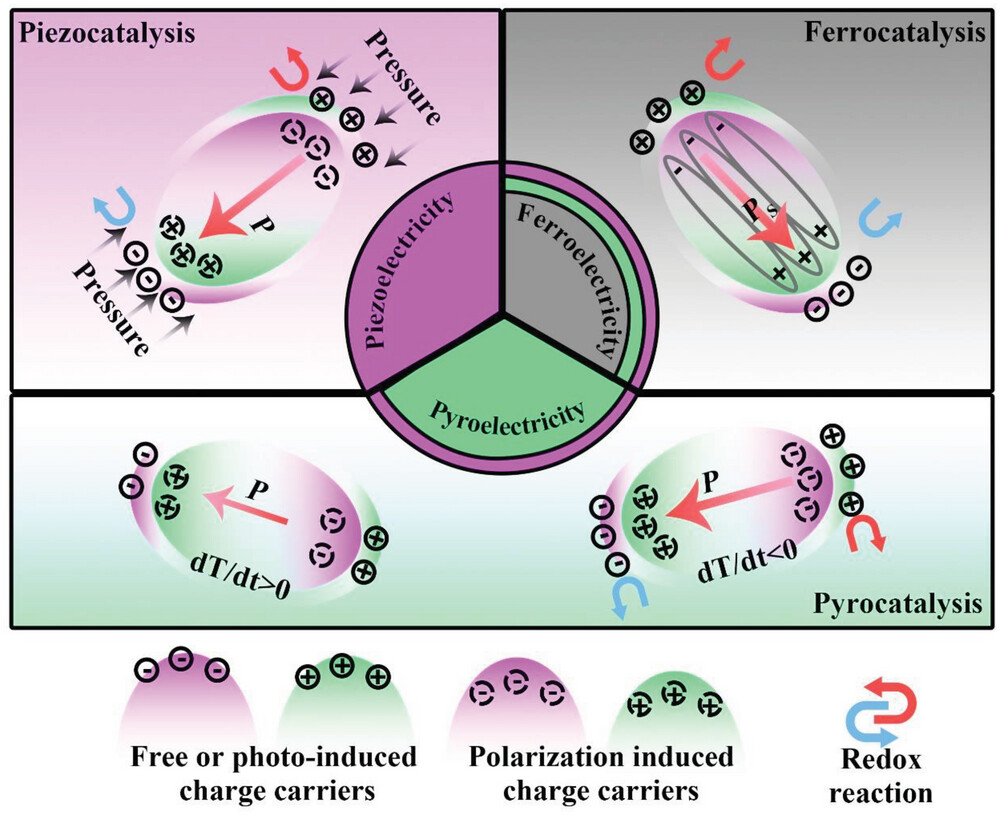 Piezocatalysis
Ferrocatalysis
Pressure
P
Pressure
Ps
Piezoelectricity
Ferroelectricity
Pyroelectricity
P
dT/dt>0
P
dT/dt<0
Pyrocatalysis
Free or photo-induced
charge carriers
Polarization induced
charge carriers
Redox
reaction